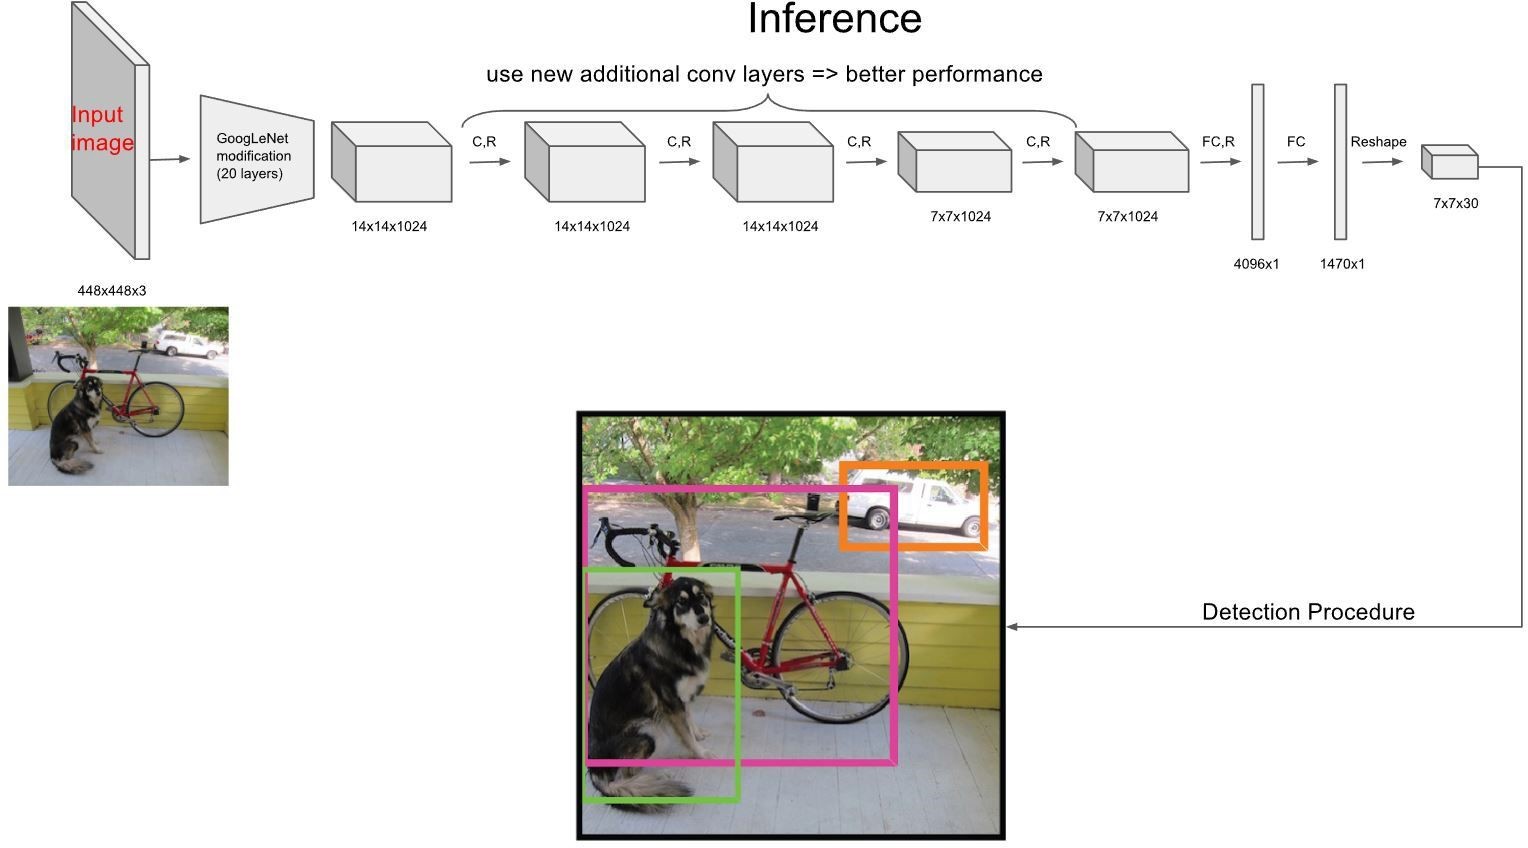 Inference
use new additional conv layers => better performance
Input
image
GoogLeNet
modification
(20 layers)
C,R
C,R
C,R
C,R
FC,R
FC
Reshape
14x14x1024
14x14x1024
14x14x1024
7x7x1024
7x7x1024
4096x1
1470x1
7x7x30
448x448x3
Detection Procedure